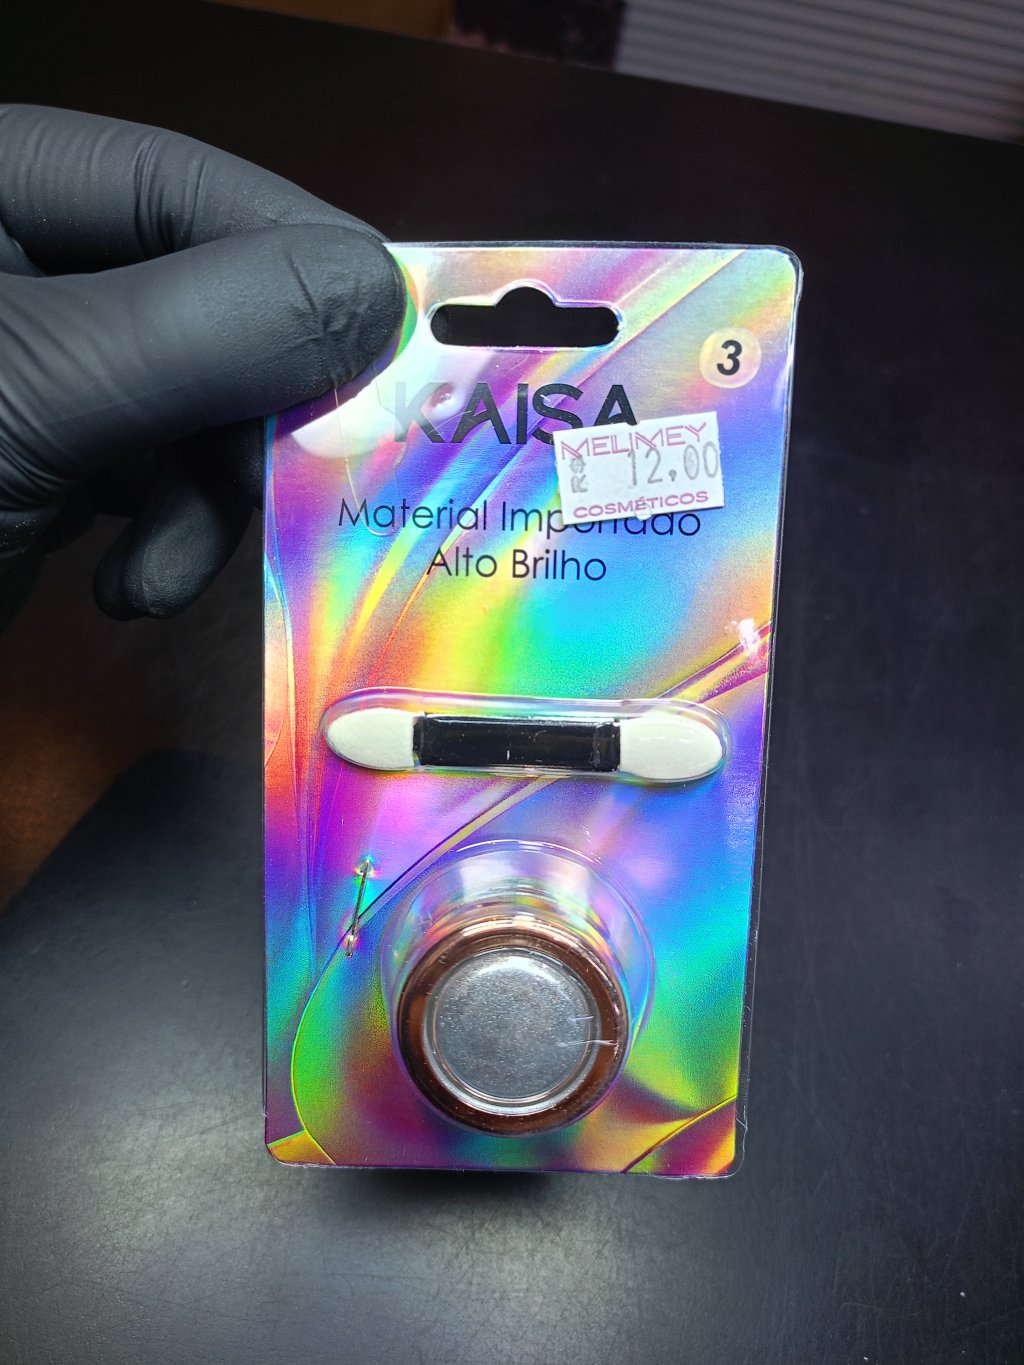 3
KAISA
MELIMEY
R$ 12,00
COSMÉTICOS
Material Importado
Alto Brilho